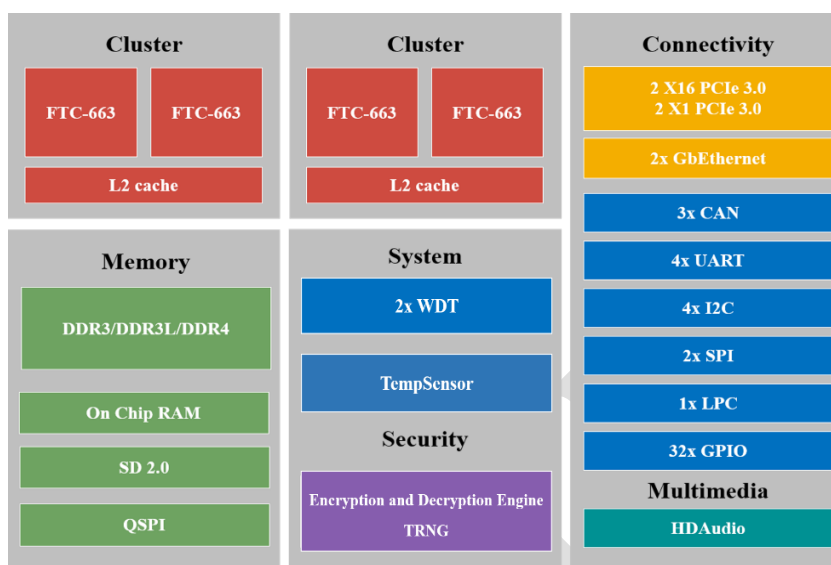 Cluster
FTC-663
FTC-663
L2 cache
Cluster
FTC-663
FTC-663
L2 cache
Connectivity
2 X16 PCIe 3.0
2 X1 PCIe 3.0
2x GbEthernet
3x CAN
4x UART
4x I2C
2x SPI
1x LPC
32x GPIO
Multimedia
HDAudio
Memory
DDR3/DDR3L/DDR4
On Chip RAM
SD 2.0
QSPI
System
2x WDT
TempSensor
Security
Encryption and Decryption Engine
TRNG